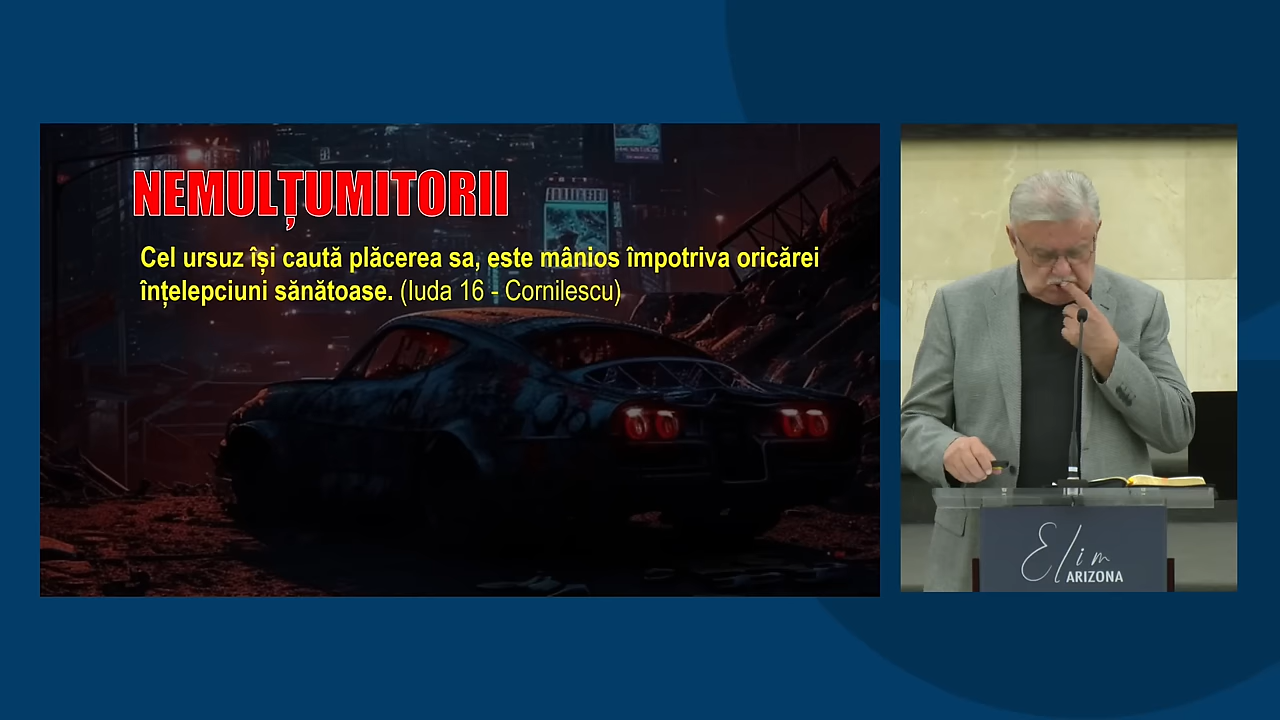 NEMULȚUMITORII
Cel ursuz își caută plăcerea sa, este mânios împotriva oricărei
înțelepciuni sănătoase. (Iuda 16 - Cornilescu)
Elim
ARIZONA